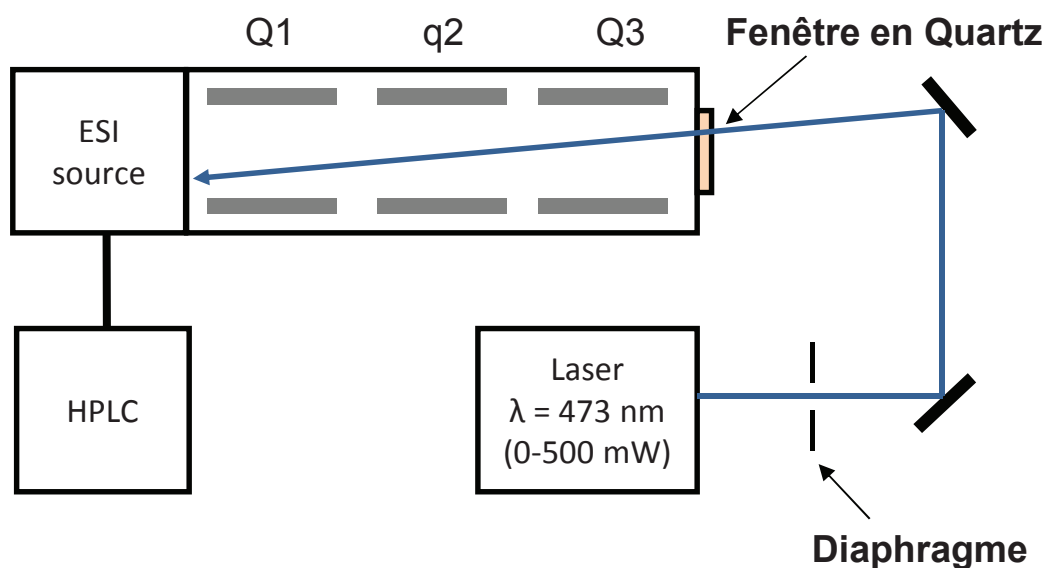 Q1
q2
Q3
Fenêtre en Quartz
ESI
source
HPLC
Laser
λ = 473 nm
(0-500 mW)
Diaphragme